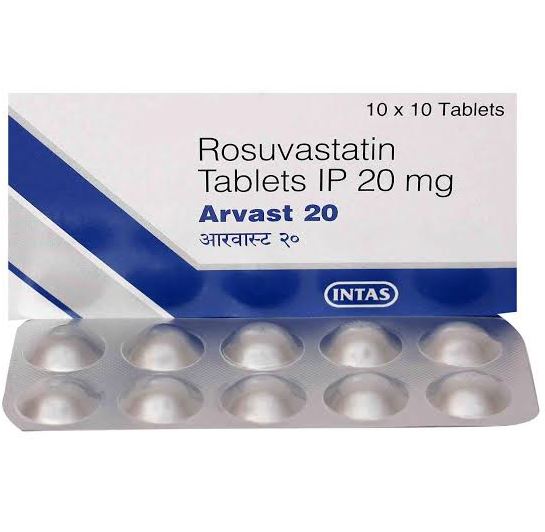 10 x 10 Tablets
Rosuvastatin
Tablets IP 20 mg
Arvast 20
आरवास्ट २०
INTAS